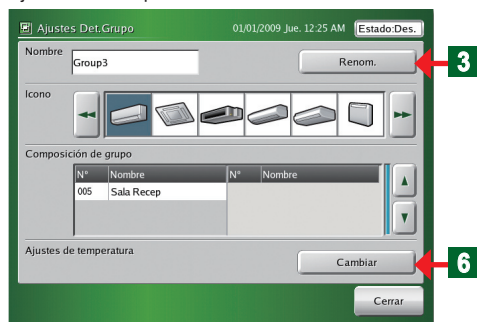 Ajustes Det.Grupo 01/01/2009 Jue. 12:25 AM Estado:Des.
Nombre
Group3 Renom. 3
Icono
Composición de grupo
N° Nombre N° Nombre
005 Sala Recep
Ajustes de temperatura
Cambiar 6
Cerrar